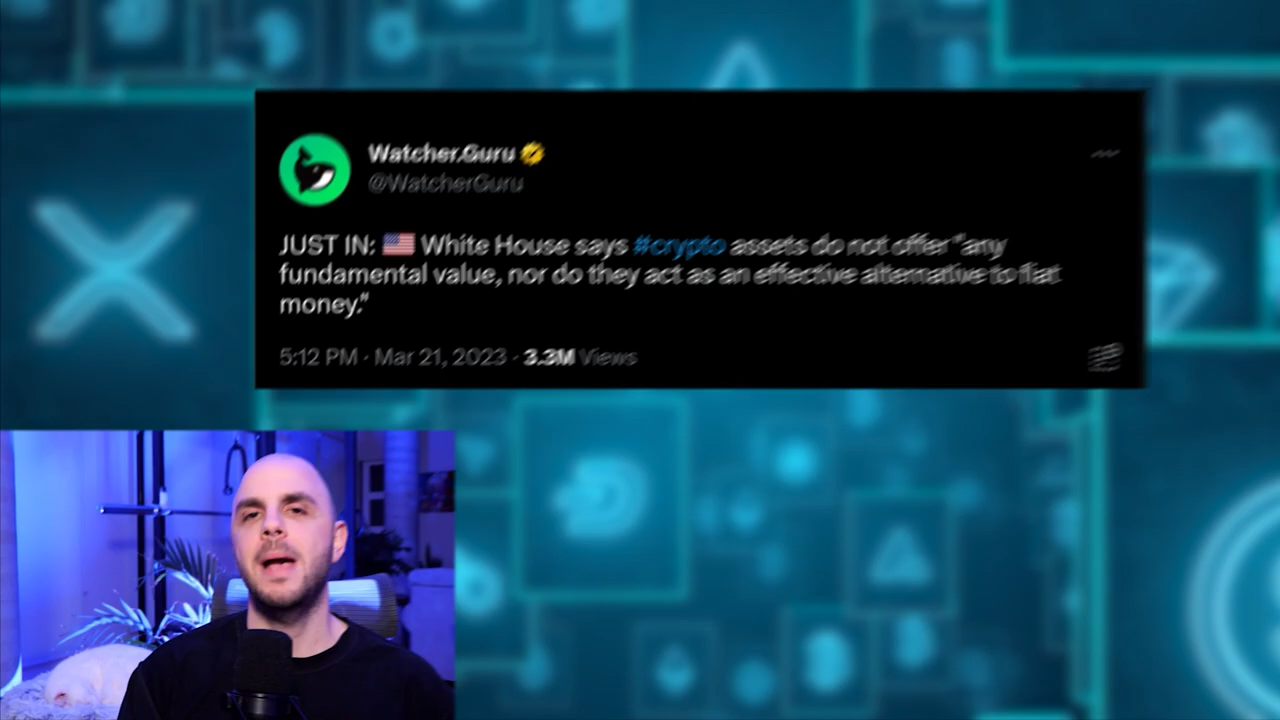 Watcher.Guru
@WatcherGuru
JUST IN: 🇺🇸 White House says #crypto assets do not offer "any
fundamental value, nor do they act as an effective alternative to fiat
money."
5:12 PM · Mar 21, 2023 · 3.3M Views